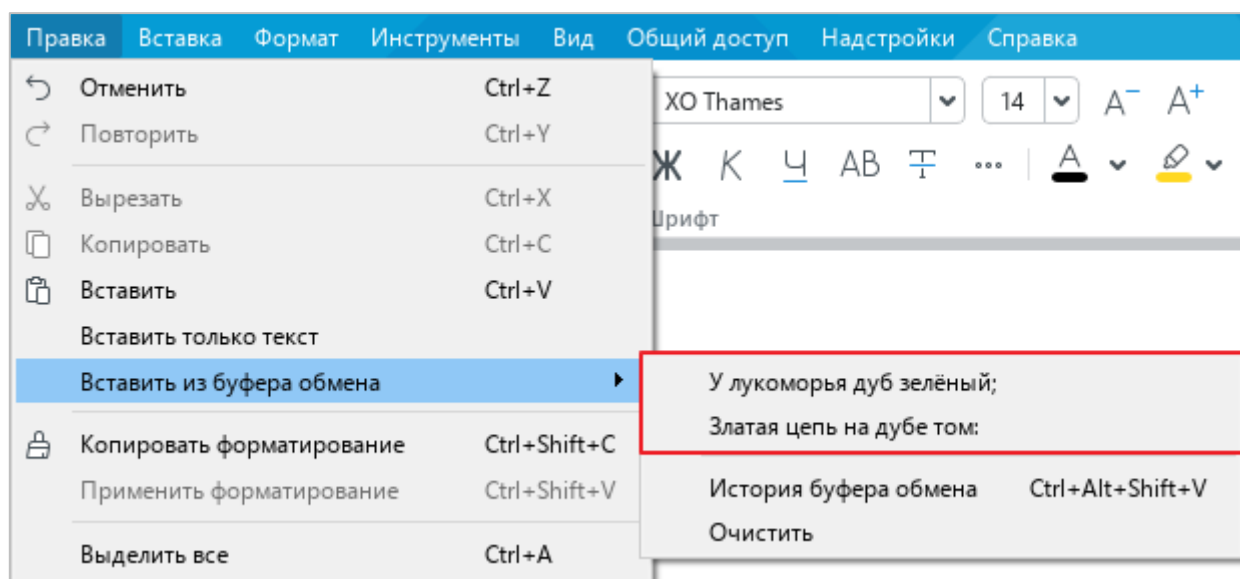 Правка Вставка Формат Инструменты Вид Общий доступ Надстройки Справка
Отменить Ctrl+Z
Повторить Ctrl+Y
Вырезать Ctrl+X
Копировать Ctrl+C
Вставить Ctrl+V
Вставить только текст
Вставить из буфера обмена
Копировать форматирование Ctrl+Shift+C
Применить форматирование Ctrl+Shift+V
Выделить все Ctrl+A
XO Thames 14 A− A+
Ж К Ч АВ Т ... А
Шрифт
У лукоморья дуб зелёный;
Златая цепь на дубе том:
История буфера обмена Ctrl+Alt+Shift+V
Очистить